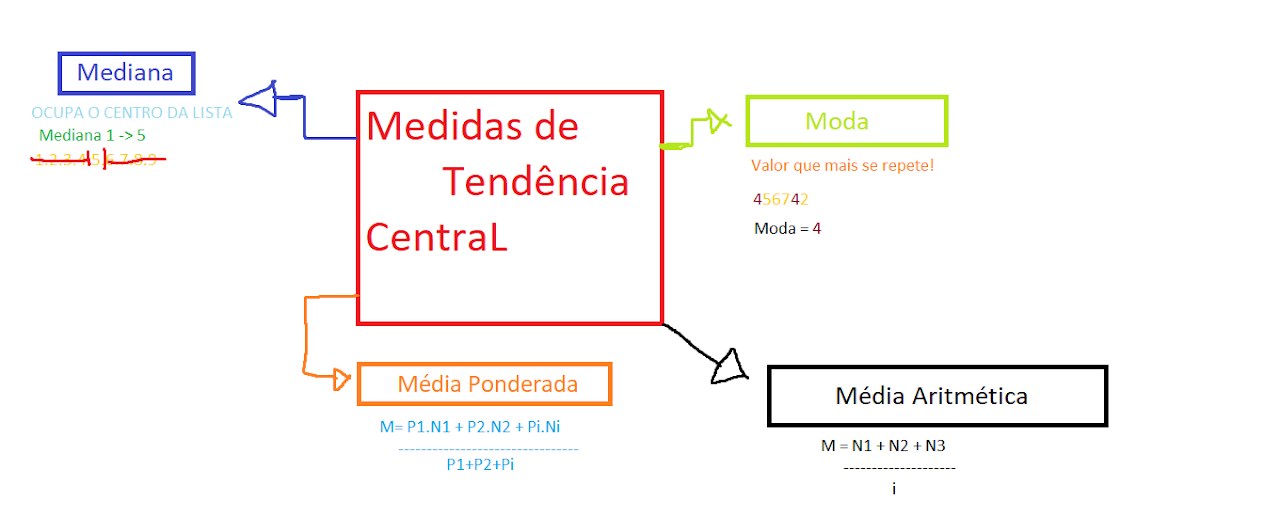 Mediana
OCUPA O CENTRO DA LISTA
Mediana 1 -> 5
1.2.3.4.5.6.7.8.9
Medidas de
Tendência
CentraL
Moda
Valor que mais se repete!
456742
Moda = 4
Média Ponderada
M= P1.N1 + P2.N2 + Pi.Ni
--------------------------------
P1+P2+Pi
Média Aritmética
M = N1 + N2 + N3
--------------------
i